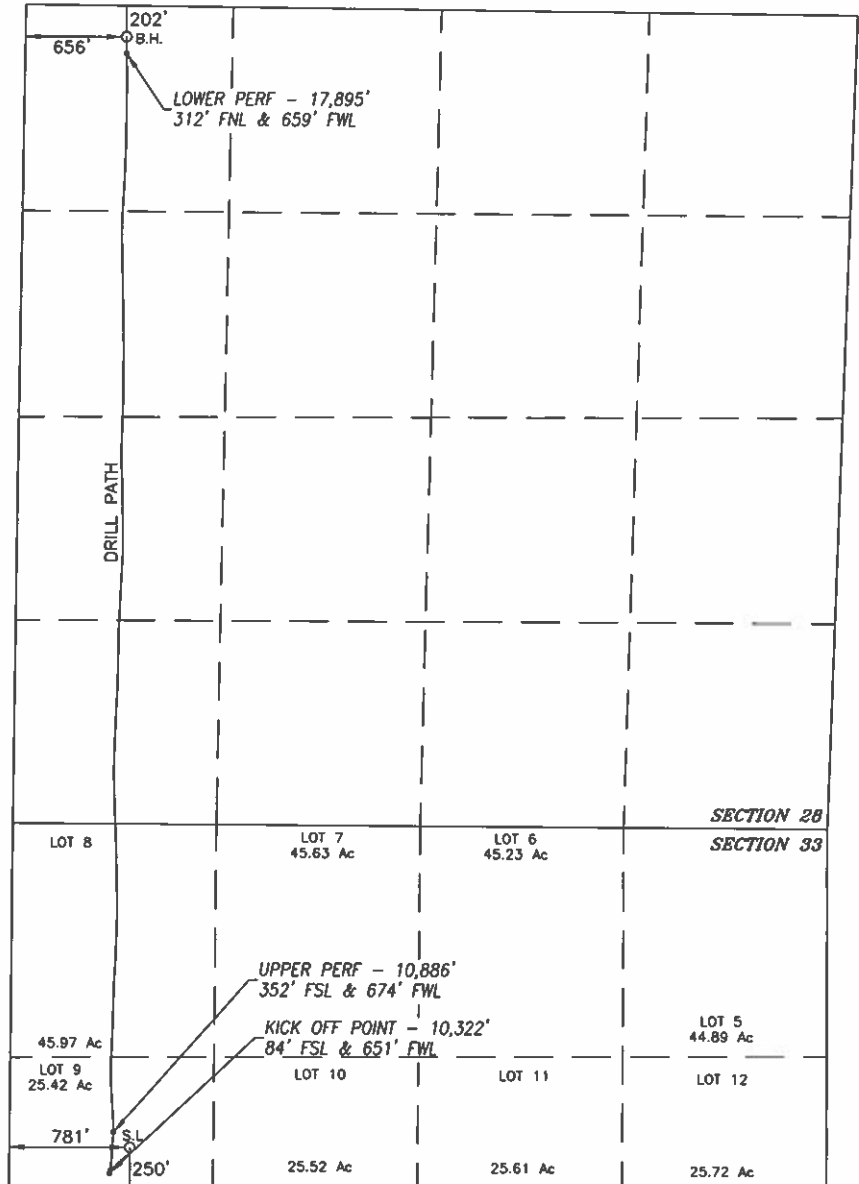 202'
B.H.
656'
LOWER PERF - 17,895'
312' FNL & 659' FWL
DRILL PATH
SECTION 28
SECTION 33
LOT 8
LOT 7
45.63 Ac
LOT 6
45.23 Ac
UPPER PERF - 10,886'
352' FSL & 674' FWL
KICK OFF POINT - 10,322'
84' FSL & 651' FWL
LOT 5
44.89 Ac
45.97 Ac
LOT 9
25.42 Ac
LOT 10
LOT 11
LOT 12
781'
S.L.
250'
25.52 Ac
25.61 Ac
25.72 Ac